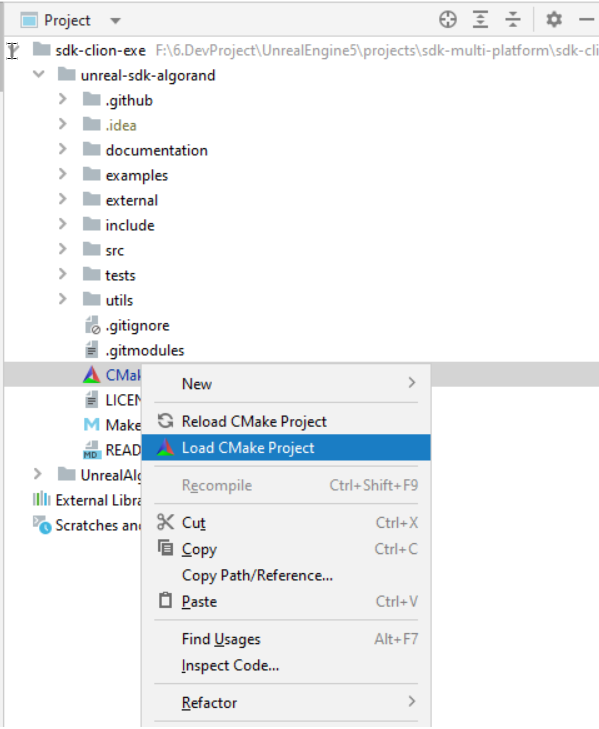 Project
sdk-clion-exe F:\6.DevProject\UnrealEngine5\projects\sdk-multi-platform\sdk-cli
unreal-sdk-algorand
.github
.idea
documentation
examples
external
include
src
tests
utils
.gitignore
.gitmodules
CMa
LICEN
M Make
MD READ
UnrealAlg
External Libra
Scratches an
New
Reload CMake Project
Load CMake Project
Recompile Ctrl+Shift+F9
Cut Ctrl+X
Copy Ctrl+C
Copy Path/Reference...
Paste Ctrl+V
Find Usages Alt+F7
Inspect Code...
Refactor